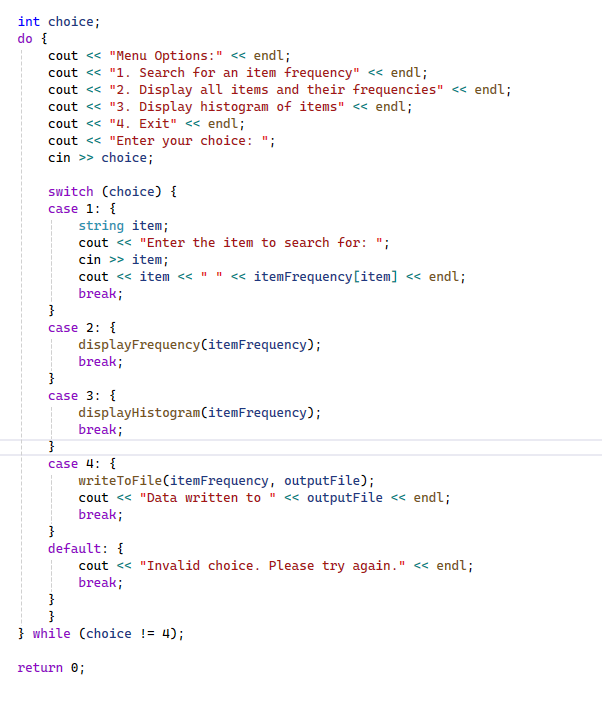 int choice;
do {
    cout << "Menu Options:" << endl;
    cout << "1. Search for an item frequency" << endl;
    cout << "2. Display all items and their frequencies" << endl;
    cout << "3. Display histogram of items" << endl;
    cout << "4. Exit" << endl;
    cout << "Enter your choice: ";
    cin >> choice;

    switch (choice) {
    case 1: {
        string item;
        cout << "Enter the item to search for: ";
        cin >> item;
        cout << item << " " << itemFrequency[item] << endl;
        break;
    }
    case 2: {
        displayFrequency(itemFrequency);
        break;
    }
    case 3: {
        displayHistogram(itemFrequency);
        break;
    }
    case 4: {
        writeToFile(itemFrequency, outputFile);
        cout << "Data written to " << outputFile << endl;
        break;
    }
    default: {
        cout << "Invalid choice. Please try again." << endl;
        break;
    }
    }
} while (choice != 4);

return 0;